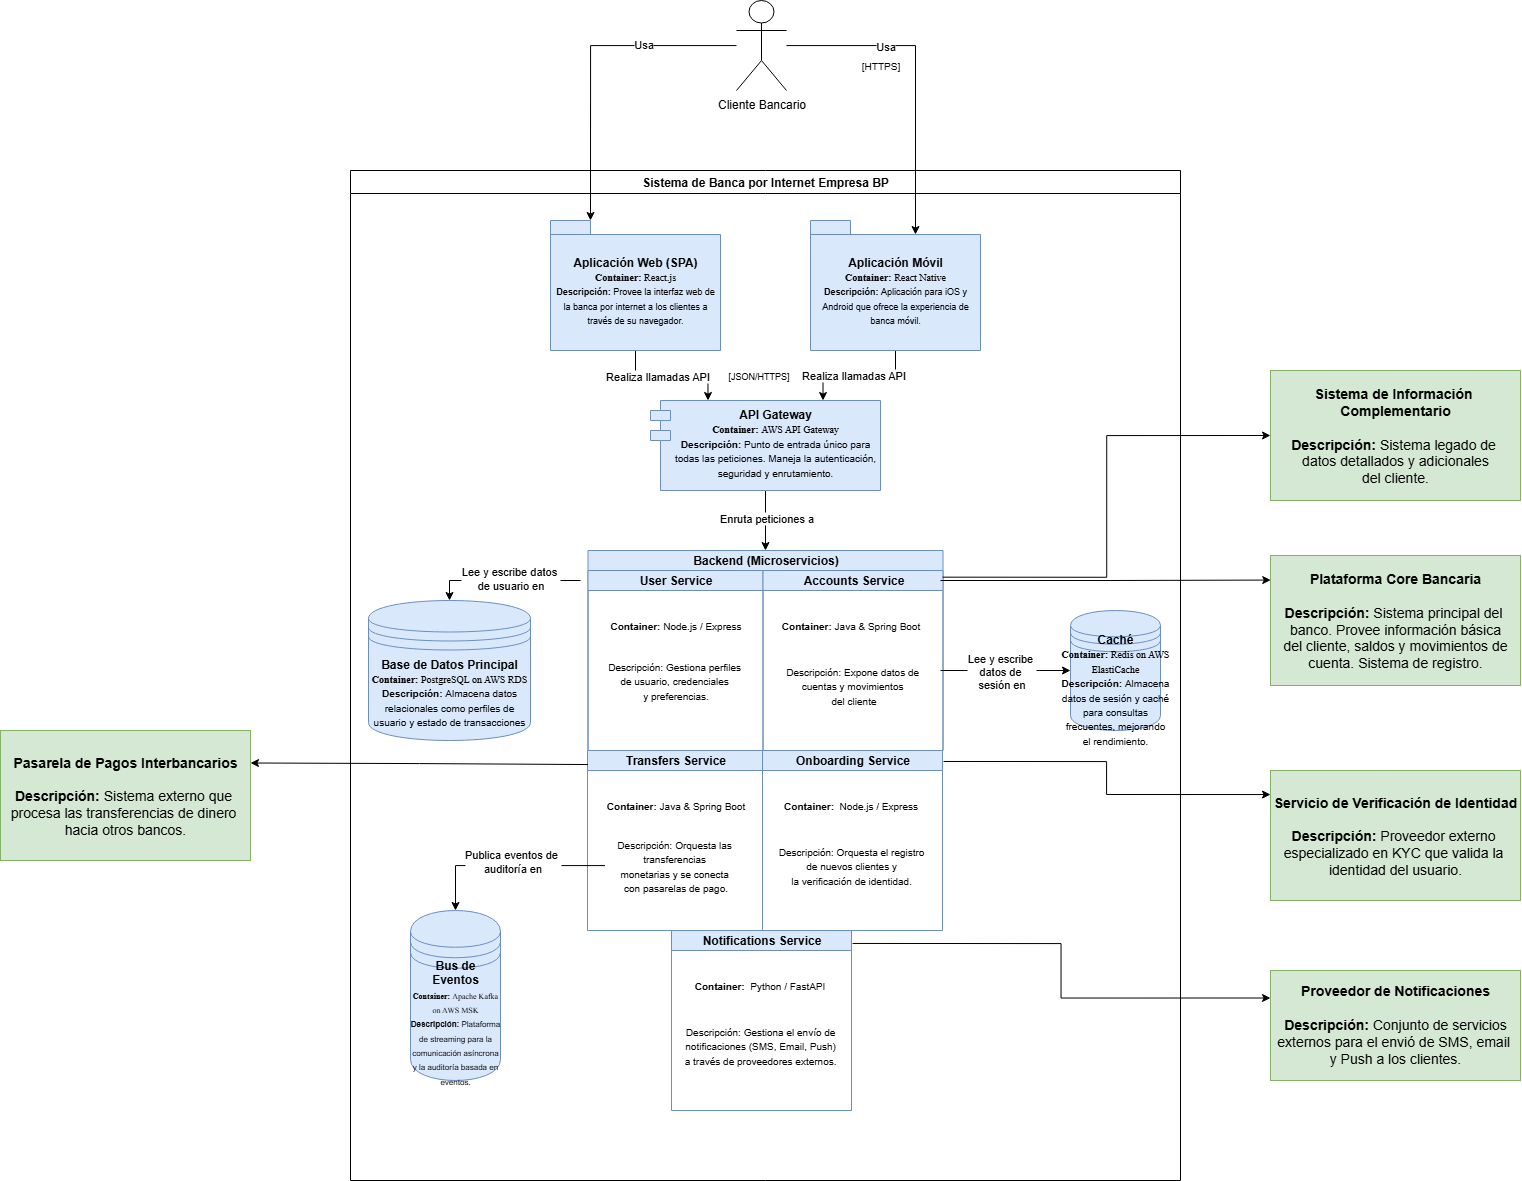 Usa
Usa
[HTTPS]
Cliente Bancario
Sistema de Banca por Internet Empresa BP
Aplicación Web (SPA)
Container: React.js
Descripción: Provee la interfaz web de
la banca por internet a los clientes a
través de su navegador.
Aplicación Móvil
Container: React Native
Descripción: Aplicación para iOS y
Android que ofrece la experiencia de
banca móvil.
Realiza llamadas API
[JSON/HTTPS]
Realiza llamadas API
API Gateway
Container: AWS API Gateway
Descripción: Punto de entrada único para
todas las peticiones. Maneja la autenticación,
seguridad y enrutamiento.
Enruta peticiones a
Sistema de Información
Complementario
Descripción: Sistema legado de
datos detallados y adicionales
del cliente.
Backend (Microservicios)
User Service
Container: Node.js / Express
Descripción: Gestiona perfiles
de usuario, credenciales
y preferencias.
Accounts Service
Container: Java & Spring Boot
Descripción: Expone datos de
cuentas y movimientos
del cliente
Lee y escribe datos
de usuario en
Base de Datos Principal
Container: PostgreSQL on AWS RDS
Descripción: Almacena datos
relacionales como perfiles de
usuario y estado de transacciones
Lee y escribe
datos de
sesión en
Caché
Container: Redis on AWS
ElastiCache
Descripción: Almacena
datos de sesión y caché
para consultas
frecuentes, mejorando
el rendimiento.
Plataforma Core Bancaria
Descripción: Sistema principal del
banco. Provee información básica
del cliente, saldos y movimientos de
cuenta. Sistema de registro.
Pasarela de Pagos Interbancarios
Descripción: Sistema externo que
procesa las transferencias de dinero
hacia otros bancos.
Transfers Service
Container: Java & Spring Boot
Descripción: Orquesta las
transferencias
monetarias y se conecta
con pasarelas de pago.
Onboarding Service
Container: Node.js / Express
Descripción: Orquesta el registro
de nuevos clientes y
la verificación de identidad.
Servicio de Verificación de Identidad
Descripción: Proveedor externo
especializado en KYC que valida la
identidad del usuario.
Publica eventos de
auditoría en
Bus de
Eventos
Container: Apache Kafka
on AWS MSK
Descripción: Plataforma
de streaming para la
comunicación asíncrona
y la auditoría basada en
eventos.
Notifications Service
Container: Python / FastAPI
Descripción: Gestiona el envío de
notificaciones (SMS, Email, Push)
a través de proveedores externos.
Proveedor de Notificaciones
Descripción: Conjunto de servicios
externos para el envió de SMS, email
y Push a los clientes.